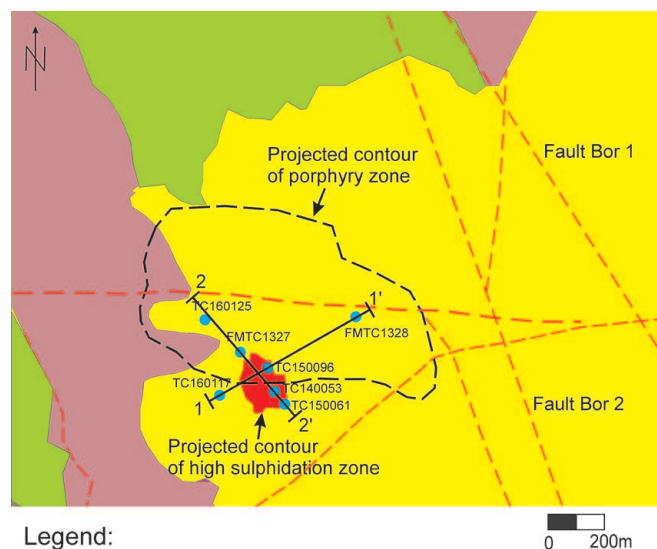 N
Fault Bor 1
Projected contour
of porphyry zone
2
1'
TC160125
FMTC1327
FMTC1328
TC150096
TC160117
TC140053
1
TC150061
2'
Fault Bor 2
Projected contour
of high sulphidation zone
Legend:
0 200m